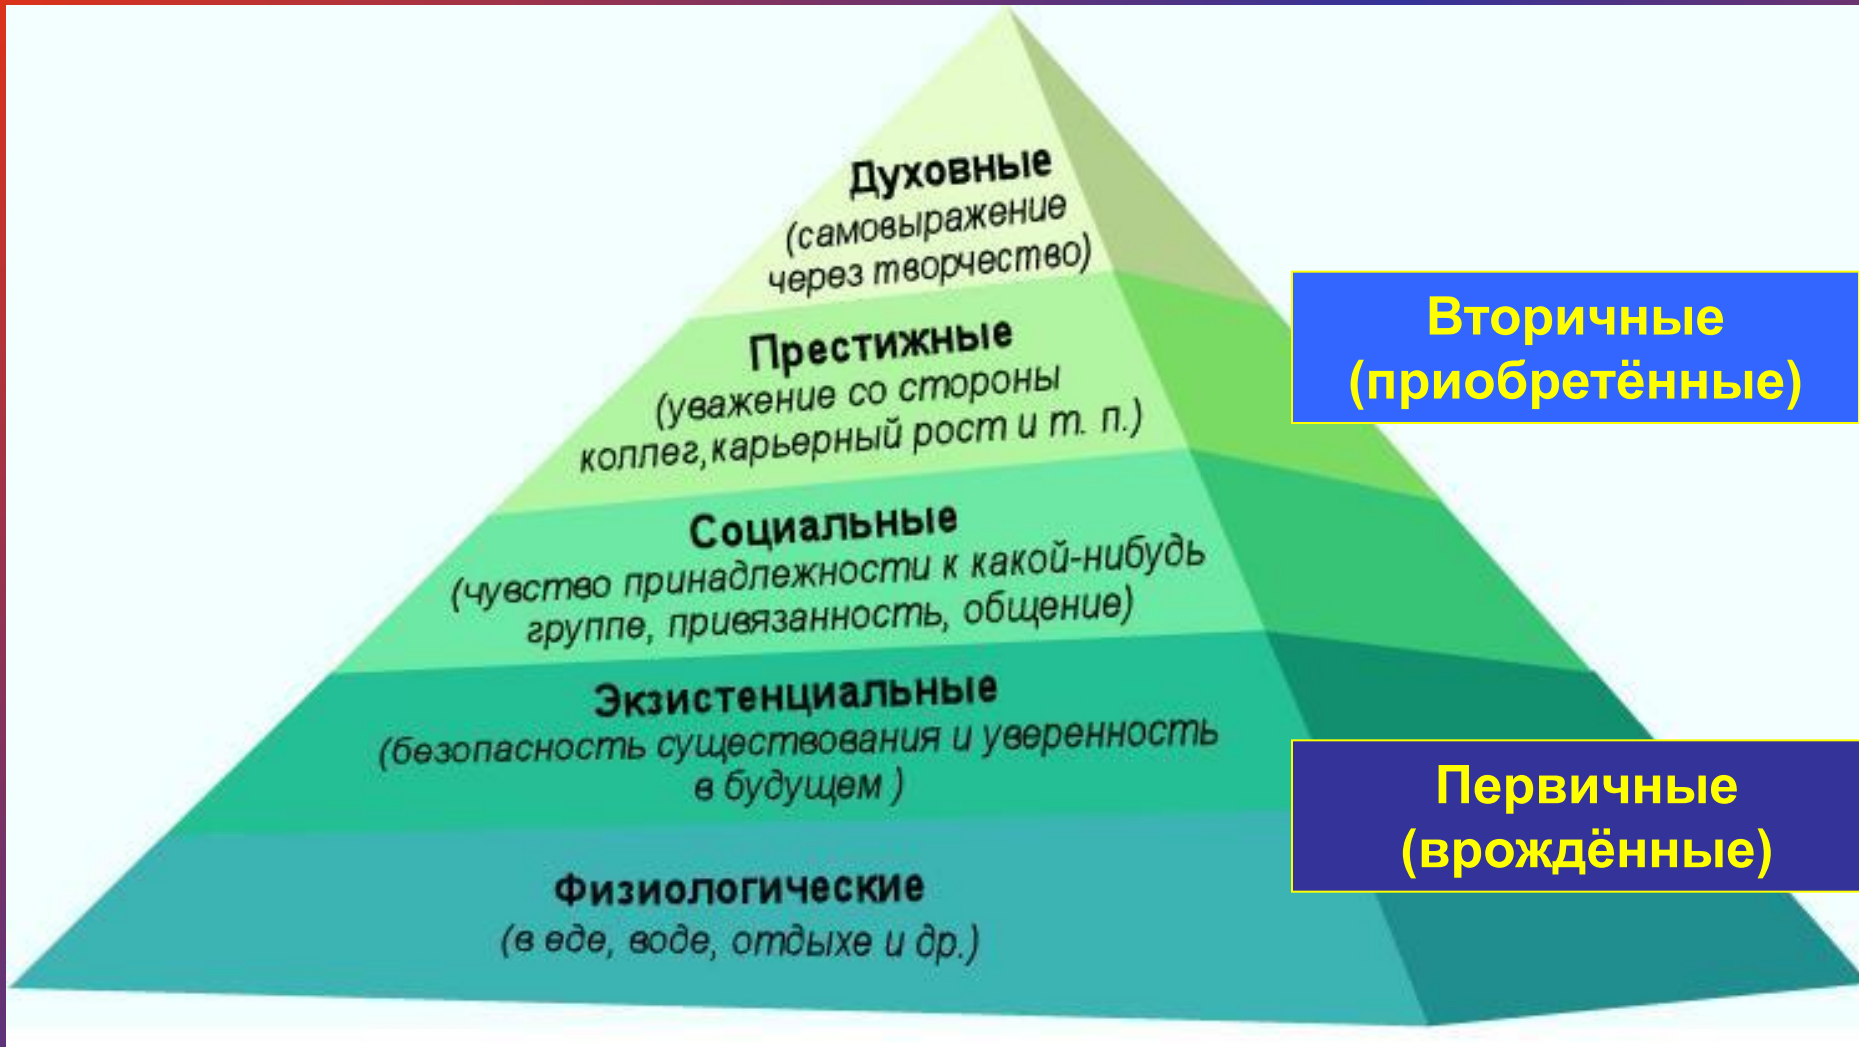 Духовные
(самовыражение
через творчество)
Престижные
(уважение со стороны
коллег,карьерный рост и т. п.)
Социальные
(чувство принадлежности к какой-нибудь
группе, привязанность, общение)
Экзистенциальные
(безопасность существования и уверенность
в будущем )
Физиологические
(в еде, воде, отдыхе и др.)
Вторичные
(приобретённые)
Первичные
(врождённые)